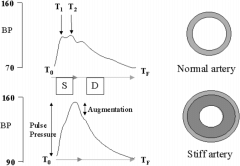 160
T1 T2
BP
70
T0 TF
Normal artery
S D
160
Augmentation
Pulse
Pressure
BP
90
T0 TF
Stiff artery